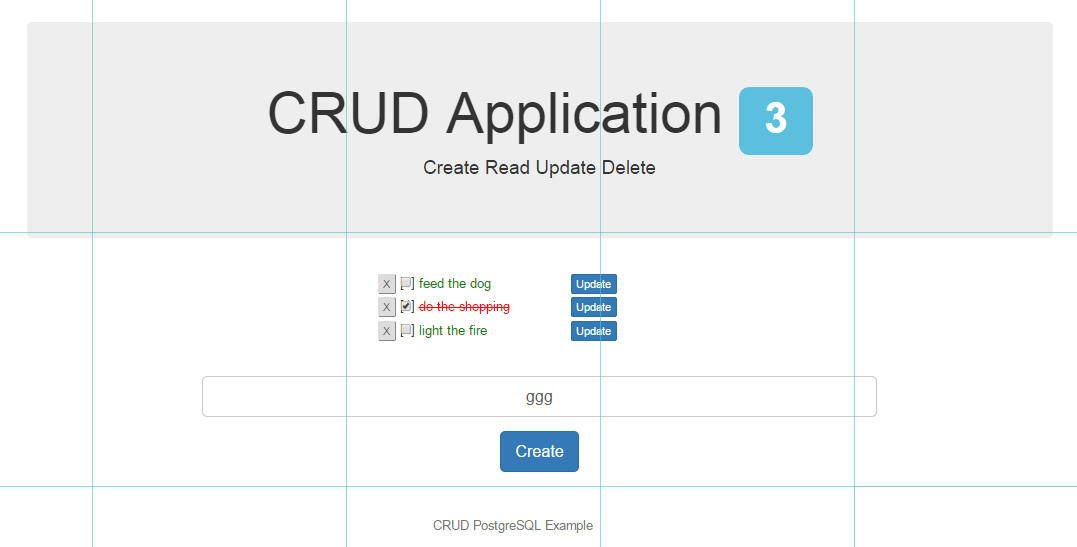 CRUD Application 3
Create Read Update Delete
X [ ] feed the dog Update
X [✓] do the shopping Update
X [ ] light the fire Update
ggg
Create
CRUD PostgreSQL Example